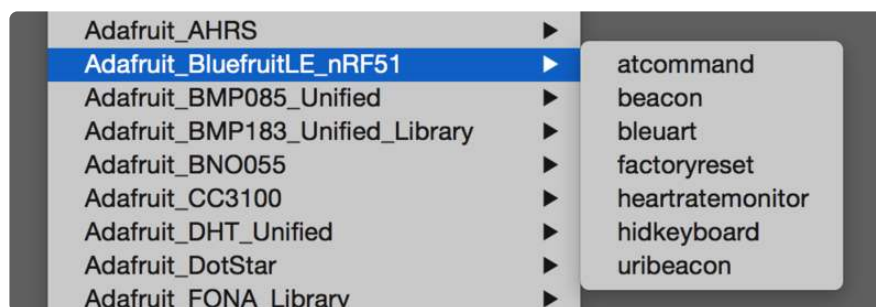 Adafruit_AHRS
Adafruit_BluefruitLE_nRF51
Adafruit_BMP085_Unified
Adafruit_BMP183_Unified_Library
Adafruit_BNO055
Adafruit_CC3100
Adafruit_DHT_Unified
Adafruit_DotStar
Adafruit_FONA_Library
atcommand
beacon
bleuart
factoryreset
heartratemonitor
hidkeyboard
uribeacon